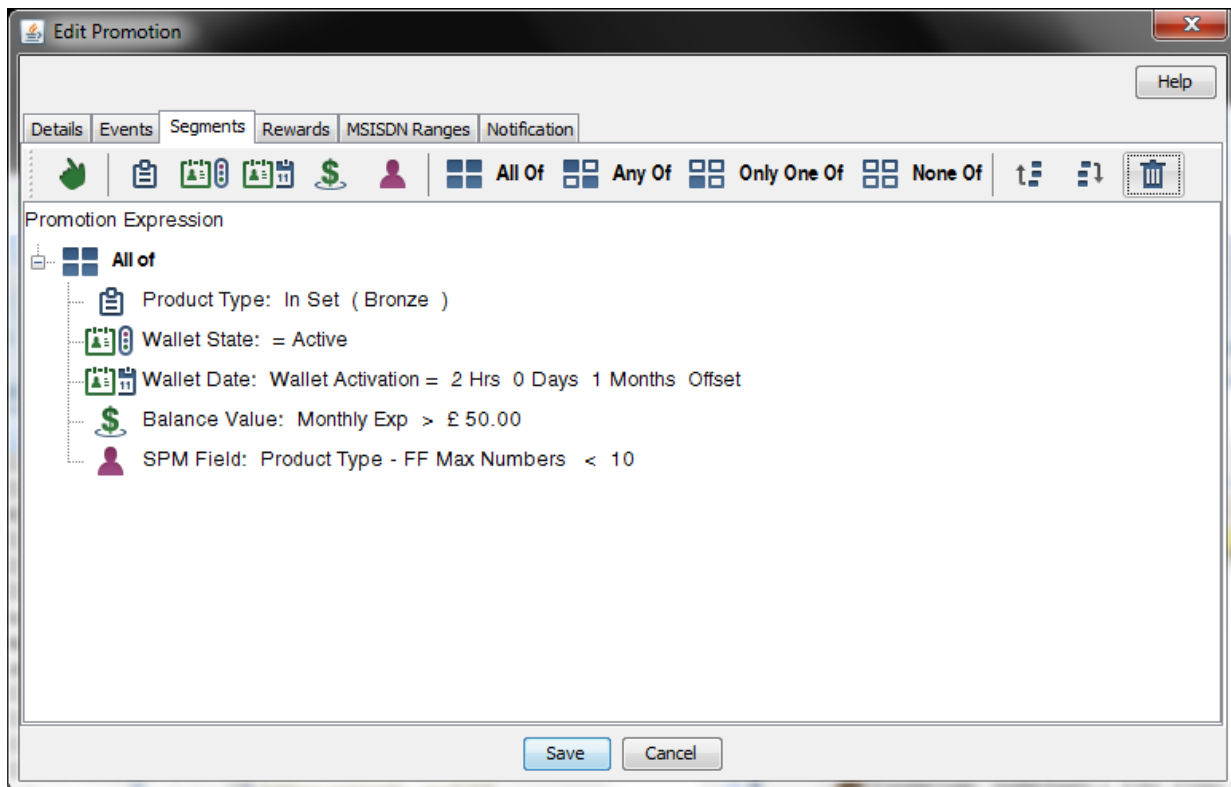 Edit Promotion
Help
Details Events Segments Rewards MSISDN Ranges Notification
11 $ All Of Any Of Only One Of None Of
Promotion Expression
All of
Product Type: In Set ( Bronze )
Wallet State: = Active
11 Wallet Date: Wallet Activation = 2 Hrs 0 Days 1 Months Offset
$ Balance Value: Monthly Exp > £ 50.00
SPM Field: Product Type - FF Max Numbers < 10
Save Cancel